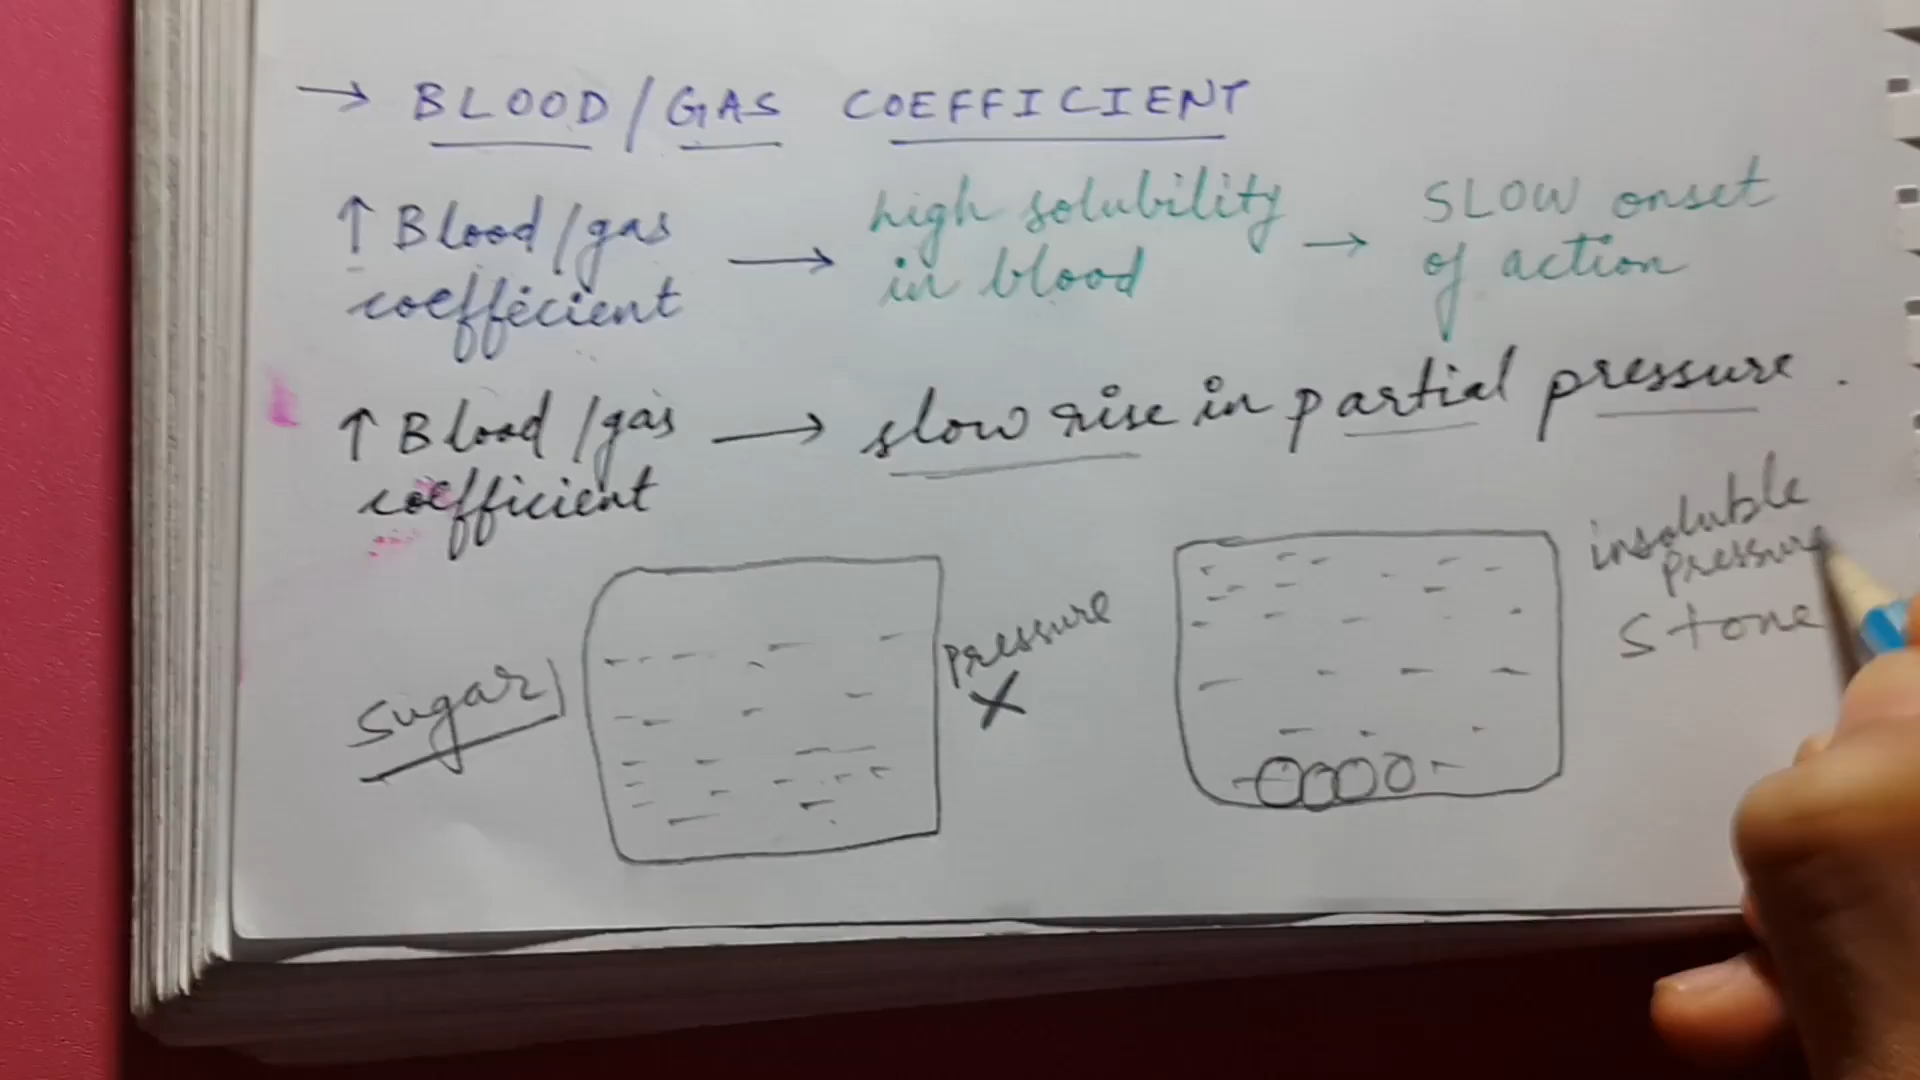 → BLOOD/GAS COEFFICIENT
↑ Blood/gas coeffecient → high solubility in blood → SLOW onset of action
↑ Blood/gas coefficient → slow rise in partial pressure.
sugar
pressure
X
insoluble
pressure
stone